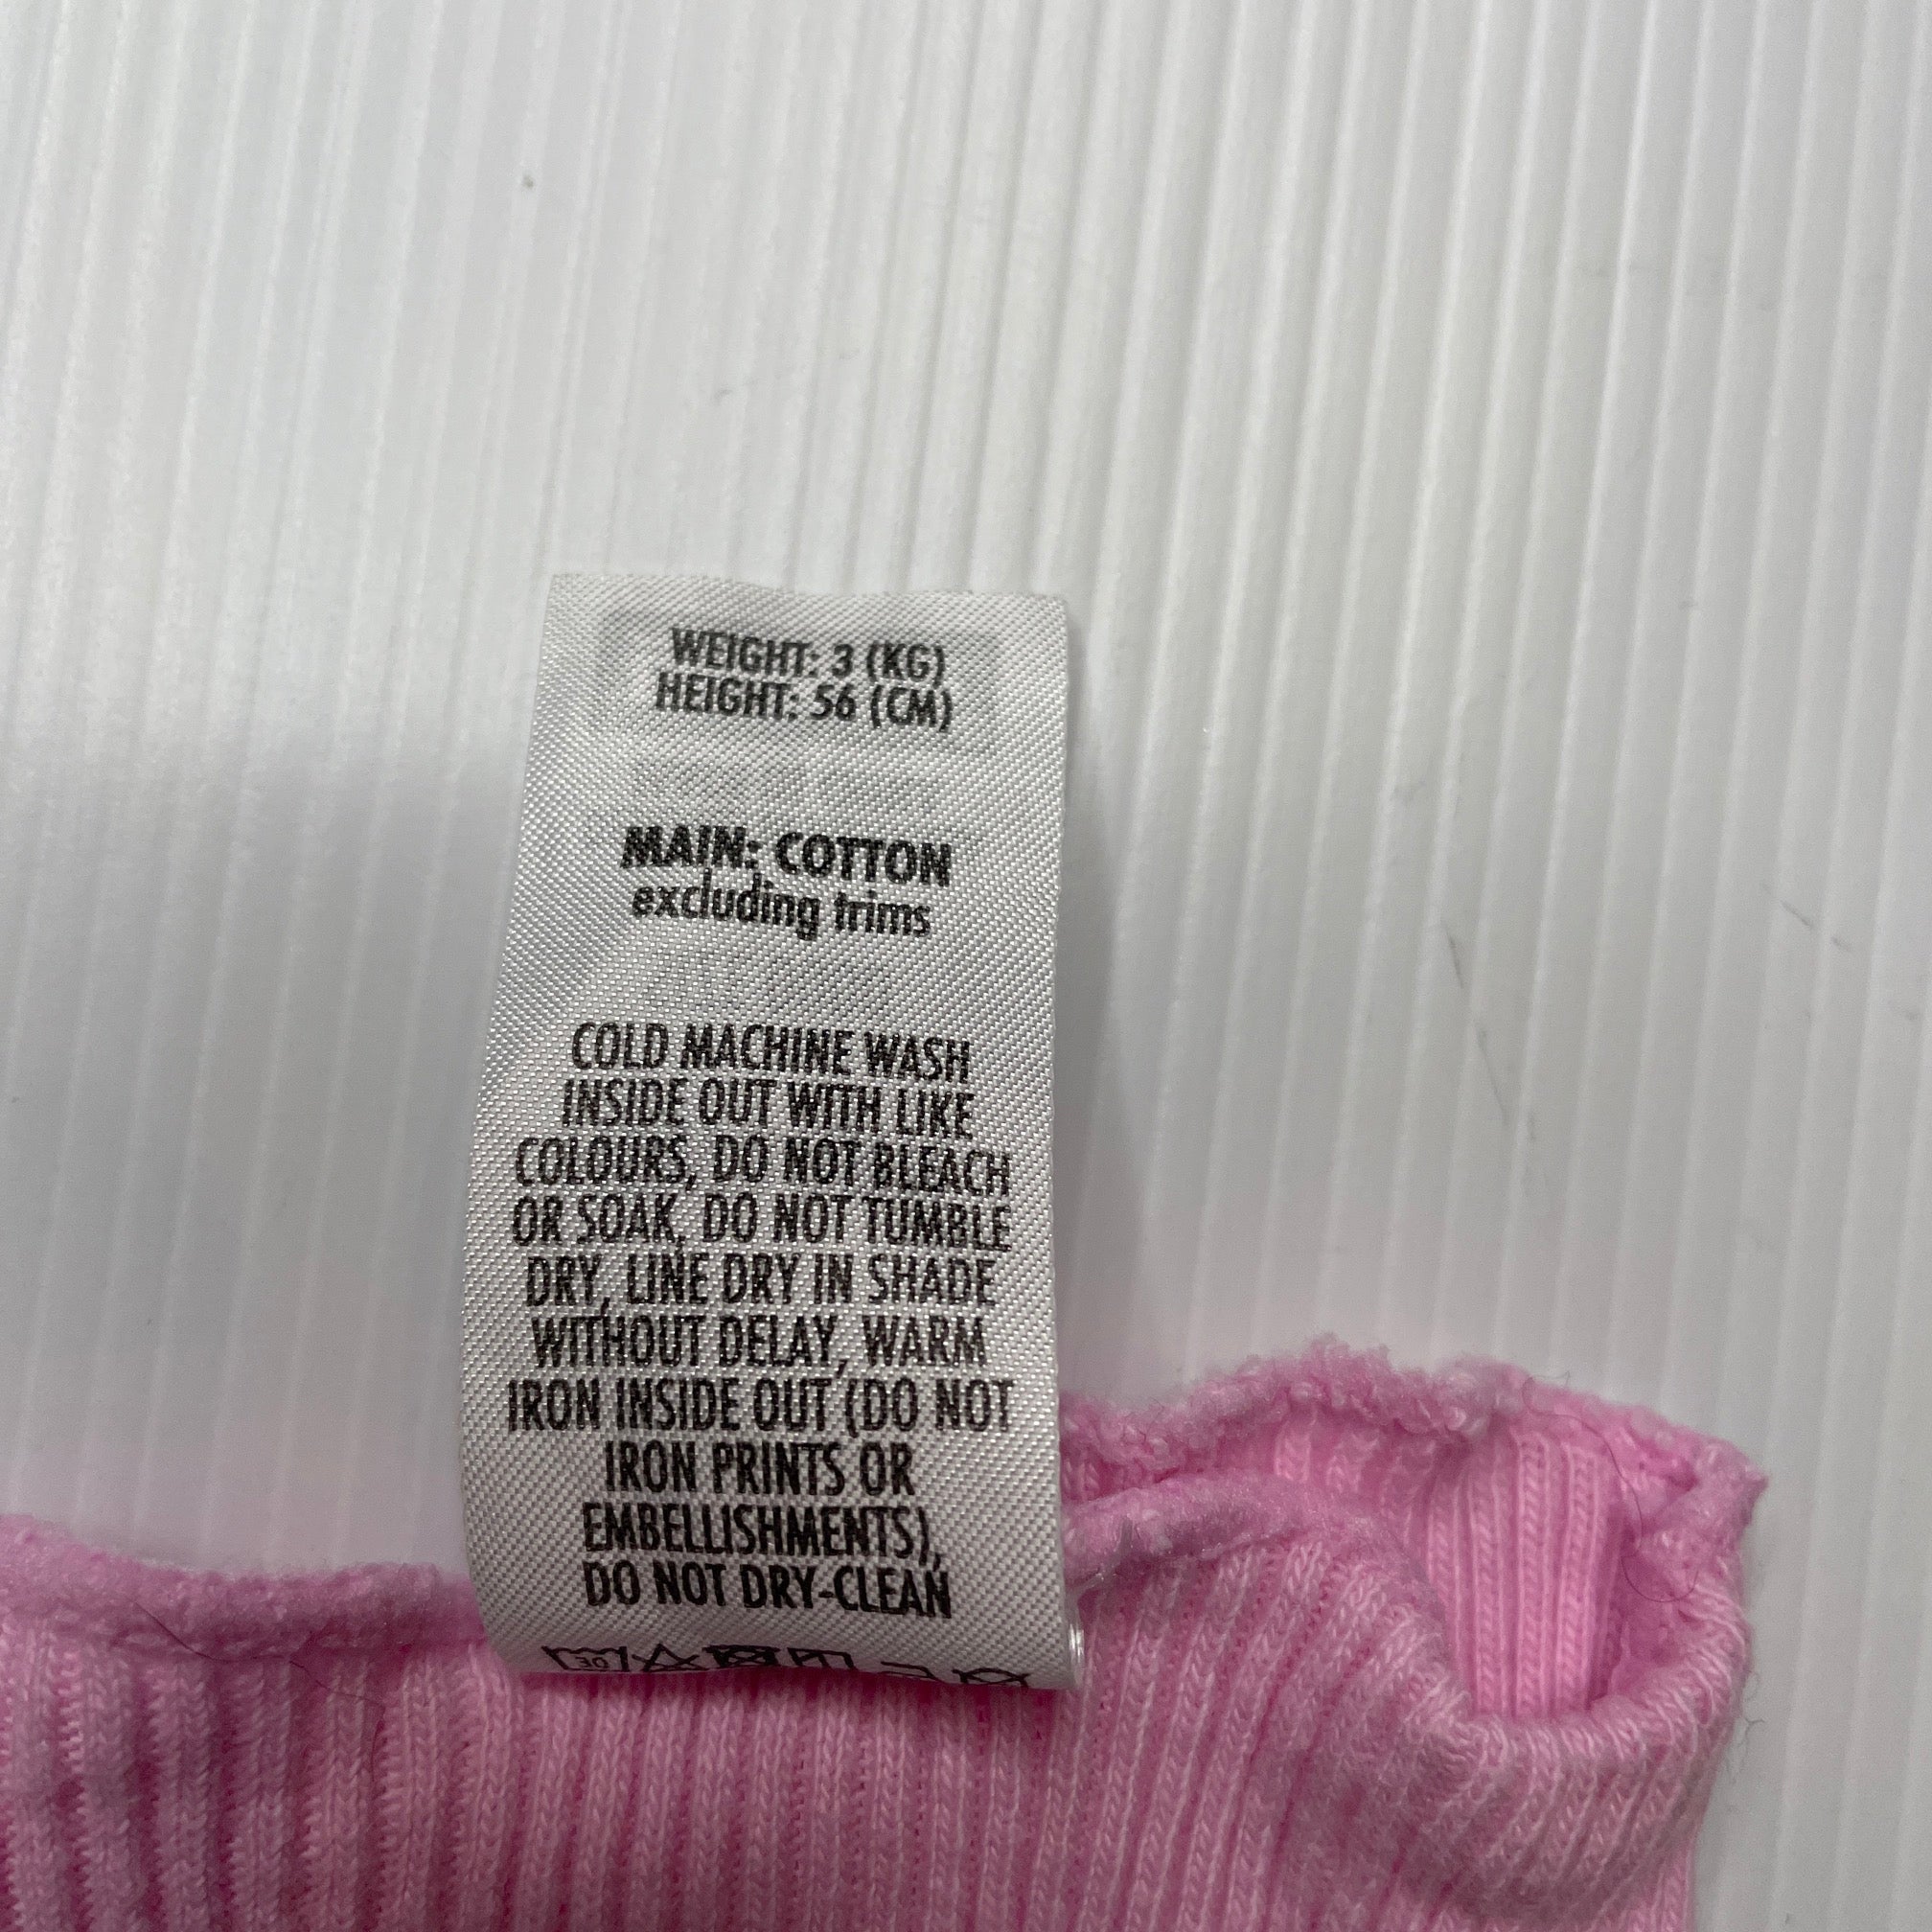 WEIGHT: 3 (KG)
HEIGHT: 56 (CM)
MAIN: COTTON
excluding trims
COLD MACHINE WASH
INSIDE OUT WITH LIKE
COLOURS, DO NOT BLEACH
OR SOAK, DO NOT TUMBLE
DRY, LINE DRY IN SHADE
WITHOUT DELAY, WARM
IRON INSIDE OUT (DO NOT
IRON PRINTS OR
EMBELLISHMENTS),
DO NOT DRY-CLEAN
30